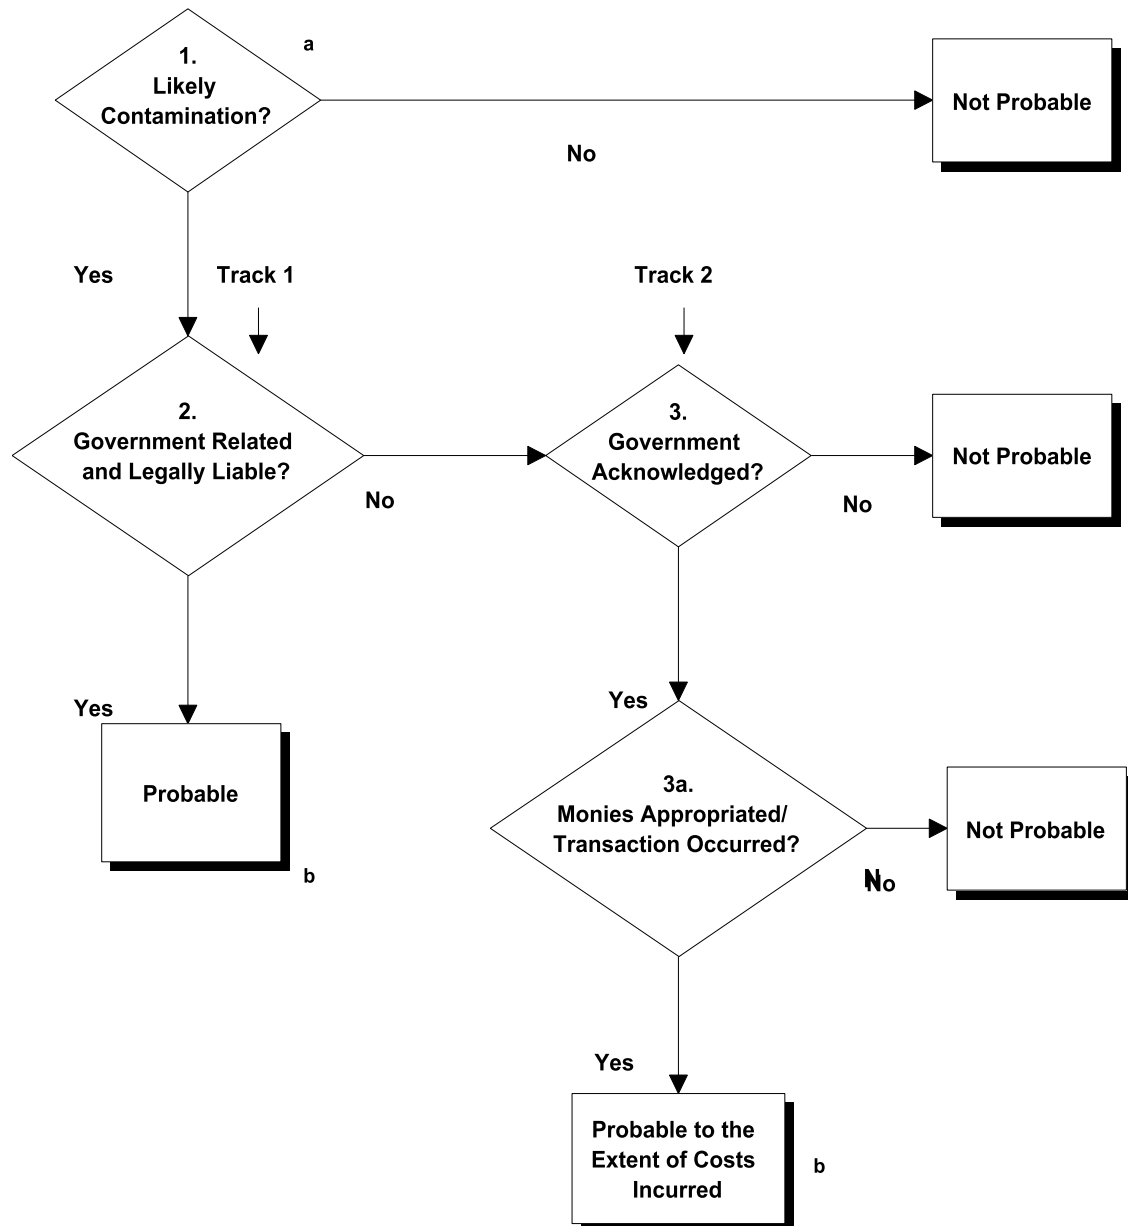 1.
Likely
Contamination?
a
Not Probable
No
Yes
Track 1
Track 2
2.
Government Related
and Legally Liable?
No
3.
Government
Acknowledged?
No
Not Probable
Yes
Probable
b
Yes
3a.
Monies Appropriated/
Transaction Occurred?
No
Not Probable
Yes
Probable to the
Extent of Costs
Incurred
b